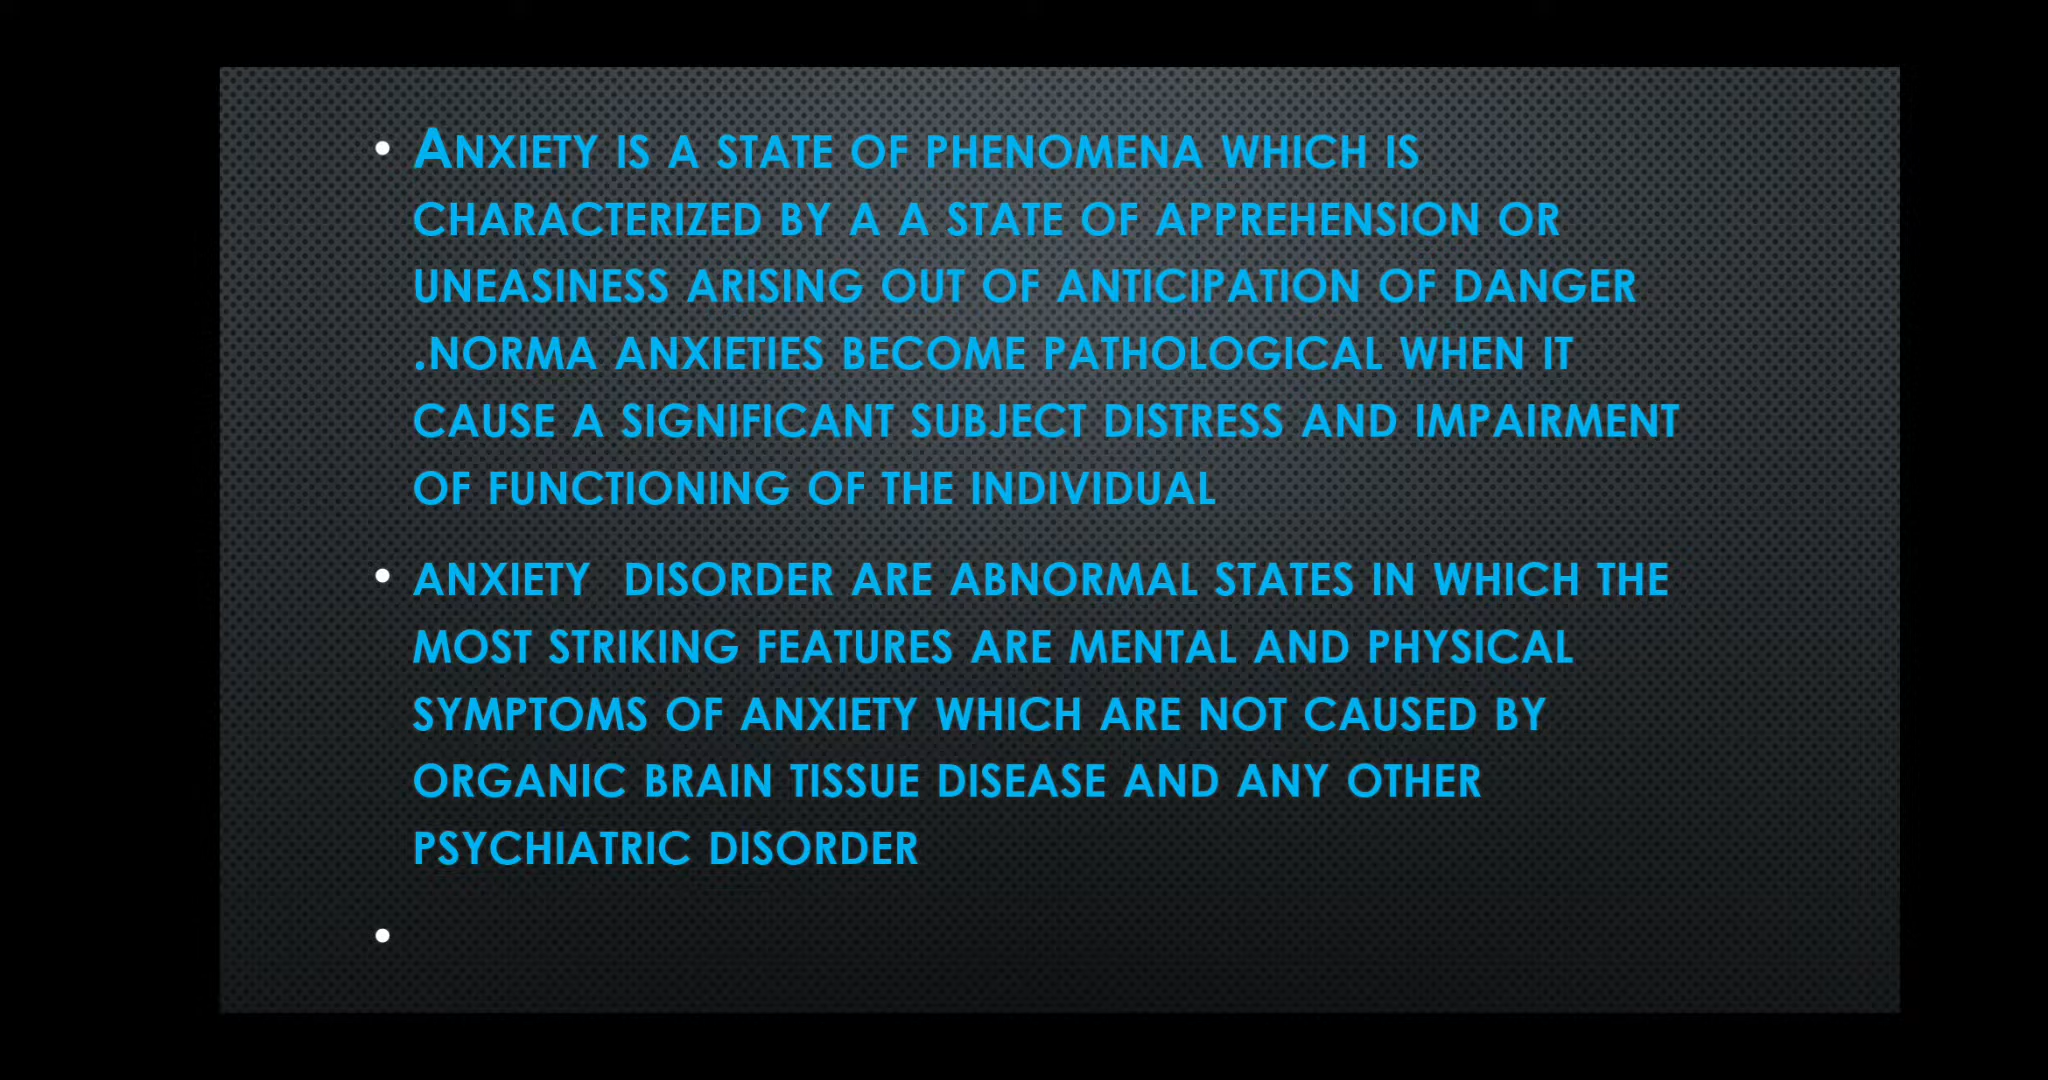 • ANXIETY IS A STATE OF PHENOMENA WHICH IS
CHARACTERIZED BY A A STATE OF APPREHENSION OR
UNEASINESS ARISING OUT OF ANTICIPATION OF DANGER
.NORMA ANXIETIES BECOME PATHOLOGICAL WHEN IT
CAUSE A SIGNIFICANT SUBJECT DISTRESS AND IMPAIRMENT
OF FUNCTIONING OF THE INDIVIDUAL
• ANXIETY  DISORDER ARE ABNORMAL STATES IN WHICH THE
MOST STRIKING FEATURES ARE MENTAL AND PHYSICAL
SYMPTOMS OF ANXIETY WHICH ARE NOT CAUSED BY
ORGANIC BRAIN TISSUE DISEASE AND ANY OTHER
PSYCHIATRIC DISORDER
•